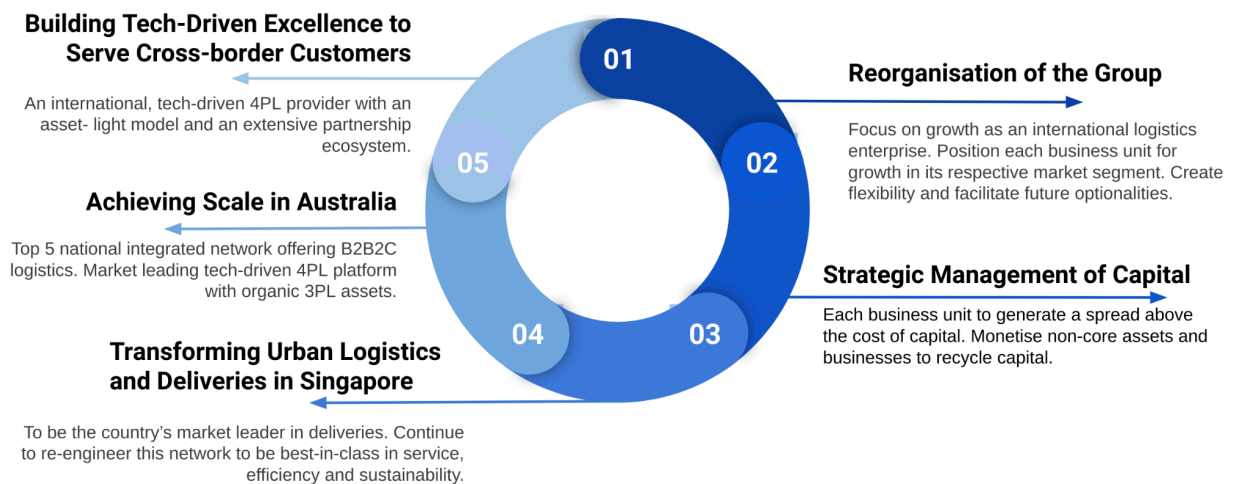 01
Reorganisation of the Group
Focus on growth as an international logistics
enterprise. Position each business unit for
growth in its respective market segment. Create
flexibility and facilitate future optionalities.
02
Strategic Management of Capital
Each business unit to generate a spread above
the cost of capital. Monetise non-core assets and
businesses to recycle capital.
03
Transforming Urban Logistics
and Deliveries in Singapore
To be the country’s market leader in deliveries. Continue
to re-engineer this network to be best-in-class in service,
efficiency and sustainability.
04
Achieving Scale in Australia
Top 5 national integrated network offering B2B2C
logistics. Market leading tech-driven 4PL platform
with organic 3PL assets.
05
Building Tech-Driven Excellence to
Serve Cross-border Customers
An international, tech-driven 4PL provider with an
asset- light model and an extensive partnership
ecosystem.